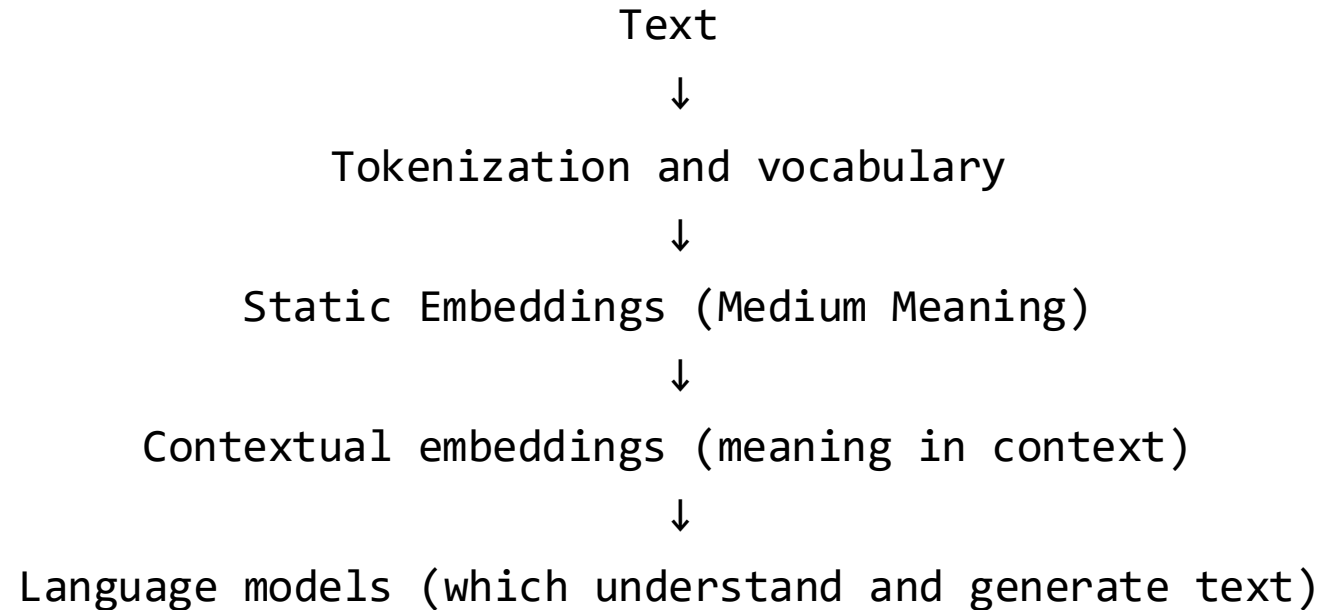 Text
↓
Tokenization and vocabulary
↓
Static Embeddings (Medium Meaning)
↓
Contextual embeddings (meaning in context)
↓
Language models (which understand and generate text)